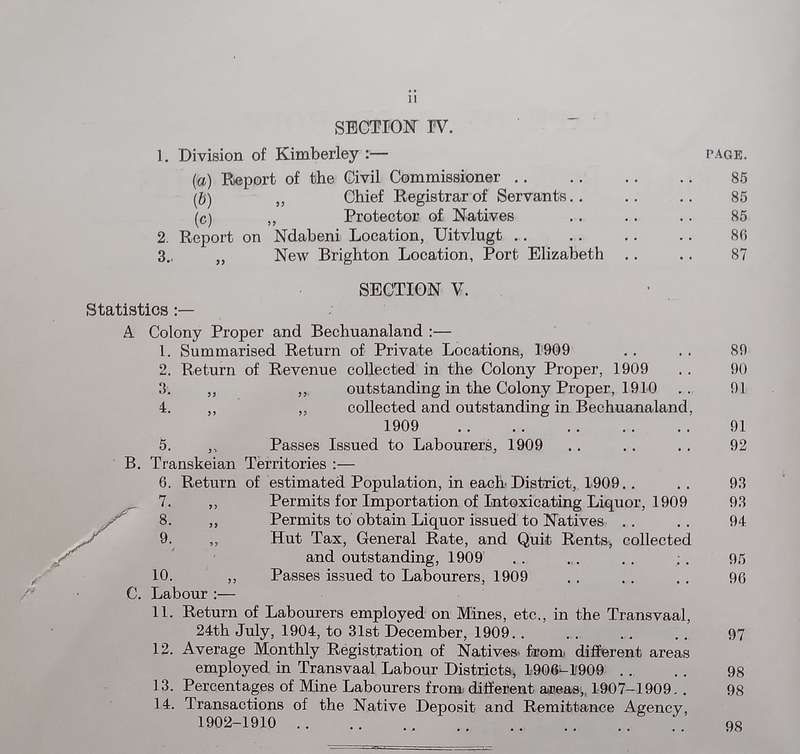 ii
SECTION IV.
1. Division of Kimberley :— PAGE.
(a) Report of the Civil Commissioner . . . . . . . . 85
(b) ,, Chief Registrar of Servants . . . . . . 85
(c) ,, Protector of Natives . . . . . . 85
2. Report on Ndabeni Location, Uitvlugt . . . . . . . . 86
3. ,, New Brighton Location, Port Elizabeth . . . . 87
SECTION V.
Statistics :—
A Colony Proper and Bechuanaland :—
1. Summarised Return of Private Locations, 1909 . . . . 89
2. Return of Revenue collected in the Colony Proper, 1909 . . 90
3. ,, ,, outstanding in the Colony Proper, 1910 . . 91
4. ,, ,, collected and outstanding in Bechuanaland,
1909 . . . . . . . . . . 91
5. ,, Passes Issued to Labourers, 1909 . . . . . . 92
B. Transkeian Territories :—
6. Return of estimated Population, in each District, 1909 . . . . 93
7. ,, Permits for Importation of Intoxicating Liquor, 1909 93
8. ,, Permits to obtain Liquor issued to Natives . . . . 94
9. ,, Hut Tax, General Rate, and Quit Rents, collected
and outstanding, 1909 . . . . . . . . 95
10. ,, Passes issued to Labourers, 1909 . . . . . . 96
C. Labour :—
11. Return of Labourers employed on Mines, etc., in the Transvaal,
24th July, 1904, to 31st December, 1909 . . . . . . . . 97
12. Average Monthly Registration of Natives from different areas
employed in Transvaal Labour Districts, 1906–1909 . . . . 98
13. Percentages of Mine Labourers from different areas, 1907–1909 . . 98
14. Transactions of the Native Deposit and Remittance Agency,
1902–1910 . . . . . . . . . . . . . . . . 98